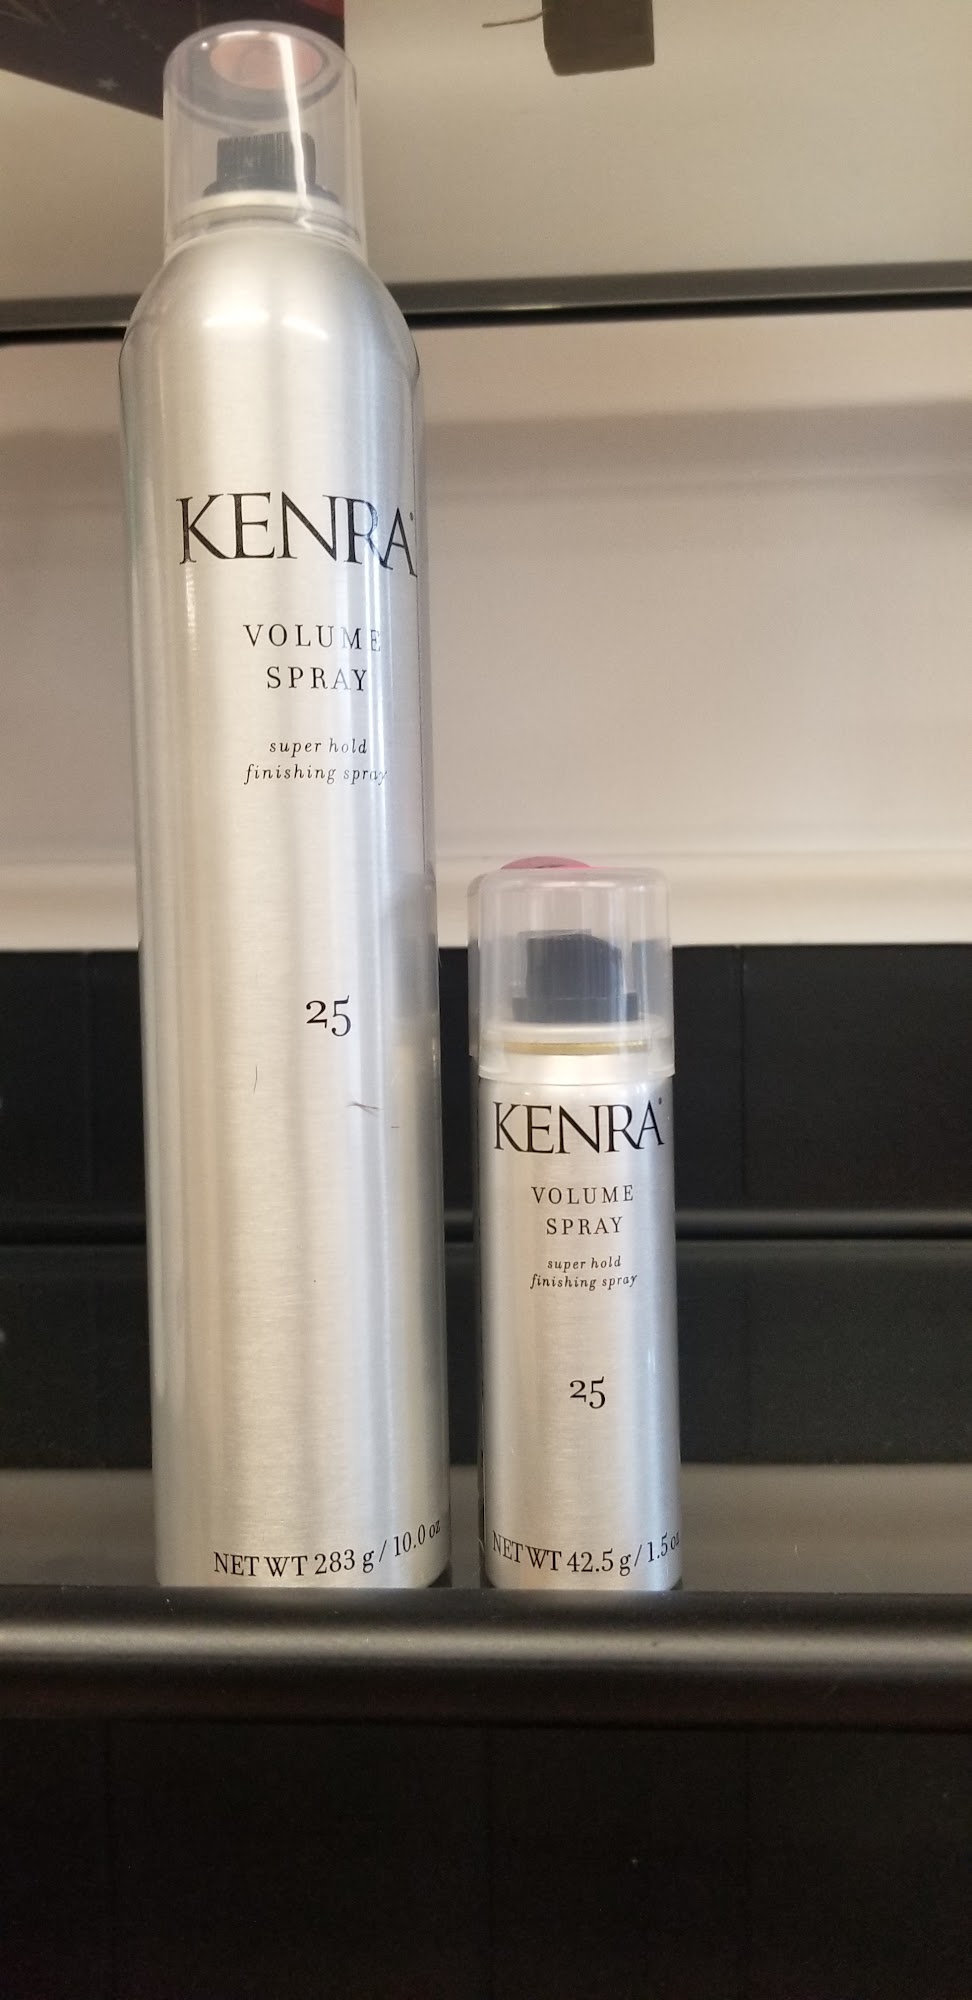 KENRA
VOLUME
SPRAY
super hold
finishing spray
25
NET WT 283 g / 10.0 oz
KENRA
VOLUME
SPRAY
super hold
finishing spray
25
NET WT 42.5 g / 1.5 oz